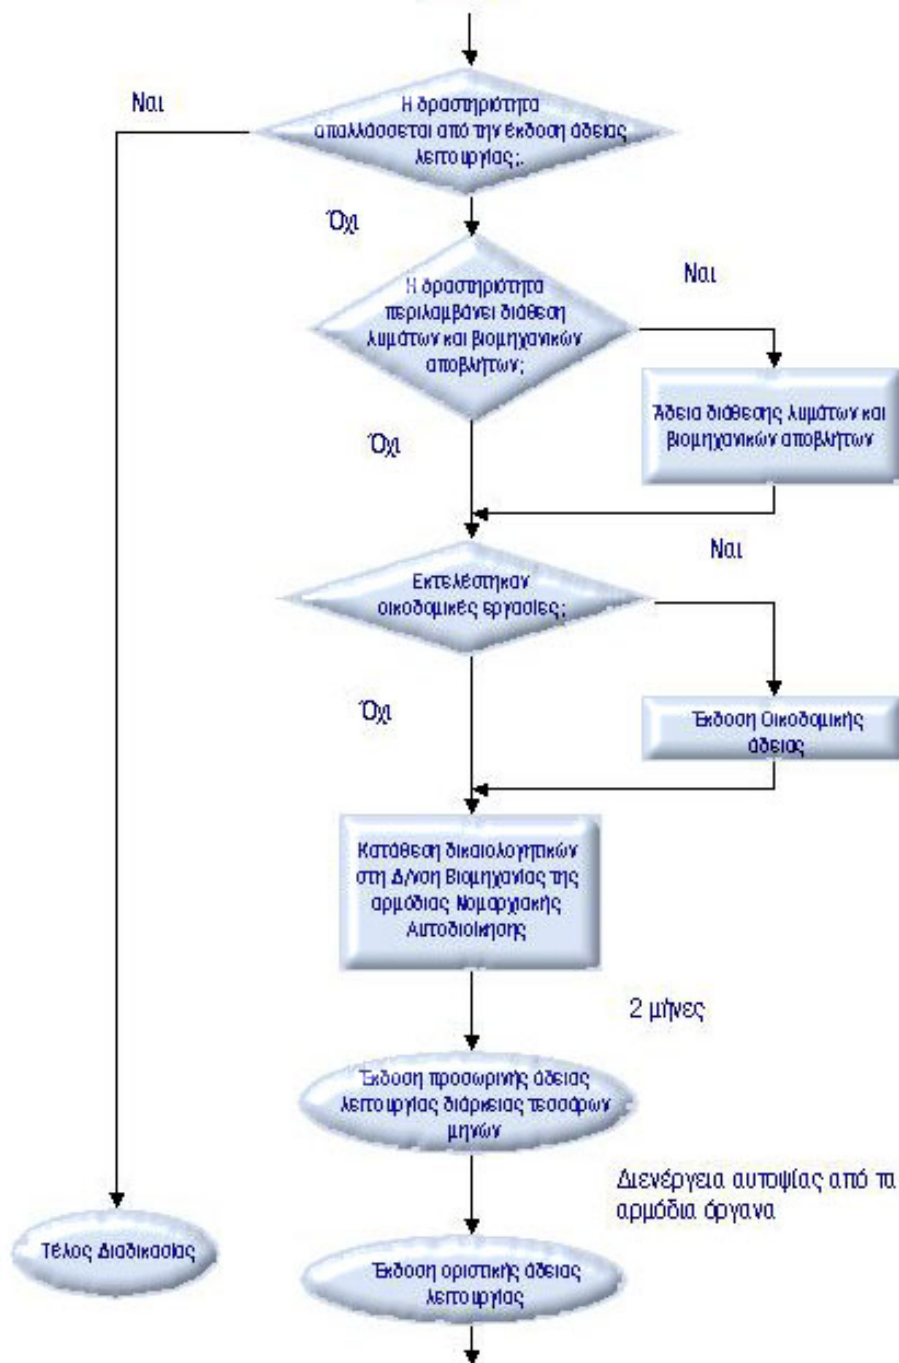 Ναι
Η δραστηριότητα
απαλλάσσεται από την έκδοση άδειας
λειτουργίας;.
Όχι
Η δραστηριότητα
περιλαμβάνει διάθεση
λυμάτων και βιομηχανικών
αποβλήτων;
Ναι
Άδεια διάθεσης λυμάτων και
βιομηχανικών αποβλήτων
Όχι
Εκτελέστηκαν
οικοδομικές εργασίες;
Ναι
Έκδοση Οικοδομικής
άδειας
Όχι
Κατάθεση δικαιολογητικών
στη Δ/νση Βιομηχανίας της
αρμόδιας Νομαρχιακής
Αυτοδιοίκησης
2 μήνες
Έκδοση προσωρινής άδειας
λειτουργίας διάρκειας τεσσάρων
μηνών
Διενέργεια αυτοψίας από τα
αρμόδια όργανα
Τέλος Διαδικασίας
Έκδοση οριστικής άδειας
λειτουργίας